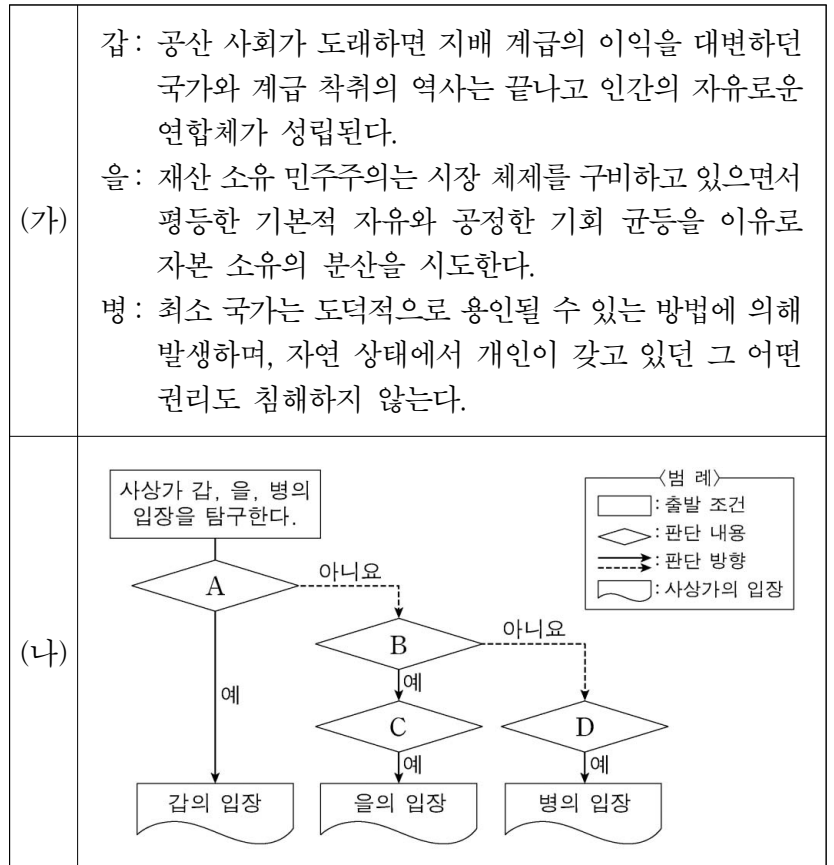 (가)
갑: 공산 사회가 도래하면 지배 계급의 이익을 대변하던
국가와 계급 착취의 역사는 끝나고 인간의 자유로운
연합체가 성립된다.
을: 재산 소유 민주주의는 시장 체제를 구비하고 있으면서
평등한 기본적 자유와 공정한 기회 균등을 이유로
자본 소유의 분산을 시도한다.
병: 최소 국가는 도덕적으로 용인될 수 있는 방법에 의해
발생하며, 자연 상태에서 개인이 갖고 있던 그 어떤
권리도 침해하지 않는다.
(나)
사상가 갑, 을, 병의
입장을 탐구한다.
〈범 례〉
: 출발 조건
: 판단 내용
: 판단 방향
: 사상가의 입장
A
아니요
B
아니요
예
예
C
D
예
예
갑의 입장
을의 입장
병의 입장